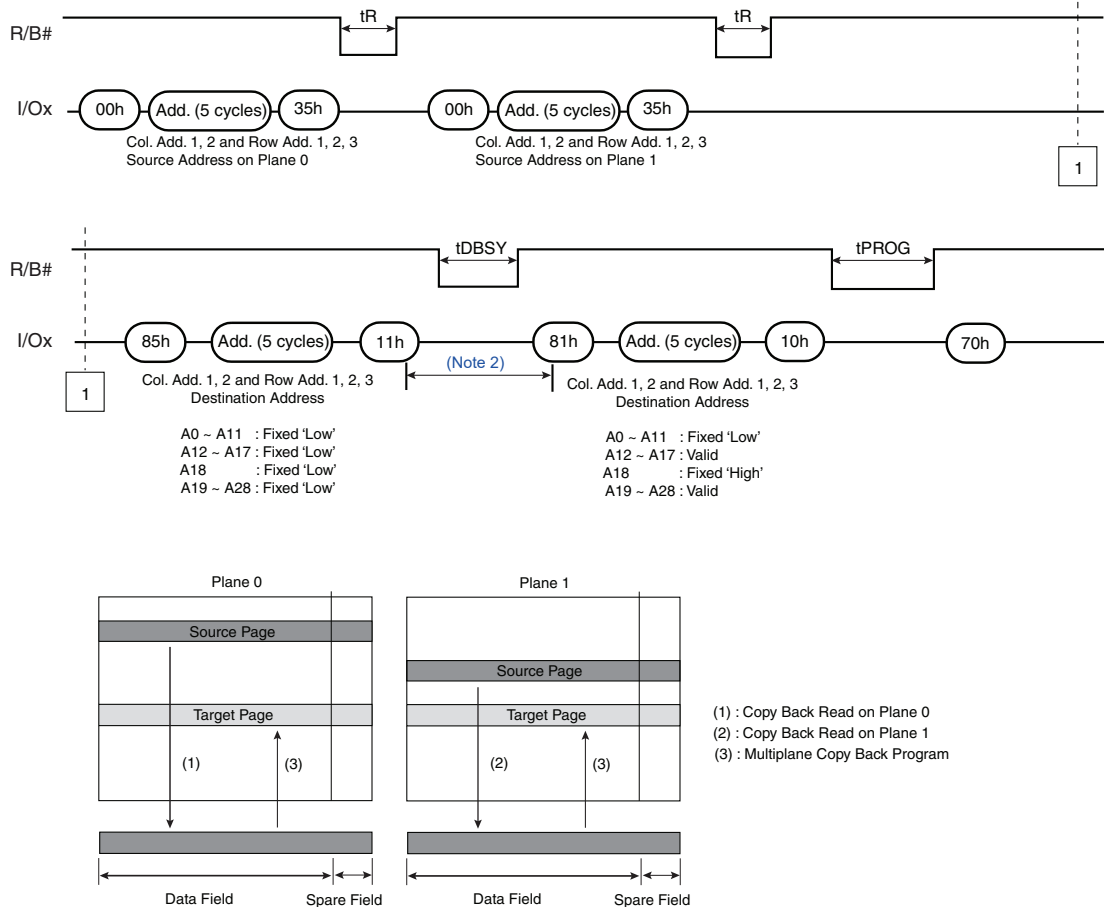 tR
tR
R/B#
I/Ox
00h
Add. (5 cycles)
35h
00h
Add. (5 cycles)
35h
Col. Add. 1, 2 and Row Add. 1, 2, 3
Source Address on Plane 0
Col. Add. 1, 2 and Row Add. 1, 2, 3
Source Address on Plane 1
1
tDBSY
tPROG
R/B#
I/Ox
85h
Add. (5 cycles)
11h
(Note 2)
81h
Add. (5 cycles)
10h
70h
1
Col. Add. 1, 2 and Row Add. 1, 2, 3
Destination Address
Col. Add. 1, 2 and Row Add. 1, 2, 3
Destination Address
A0 ~ A11 : Fixed ‘Low’
A12 ~ A17 : Fixed ‘Low’
A18 : Fixed ‘Low’
A19 ~ A28 : Fixed ‘Low’
A0 ~ A11 : Fixed ‘Low’
A12 ~ A17 : Valid
A18 : Fixed ‘High’
A19 ~ A28 : Valid
Plane 0
Plane 1
Source Page
Source Page
Target Page
Target Page
(1)
(3)
(2)
(3)
(1) : Copy Back Read on Plane 0
(2) : Copy Back Read on Plane 1
(3) : Multiplane Copy Back Program
Data Field
Spare Field
Data Field
Spare Field